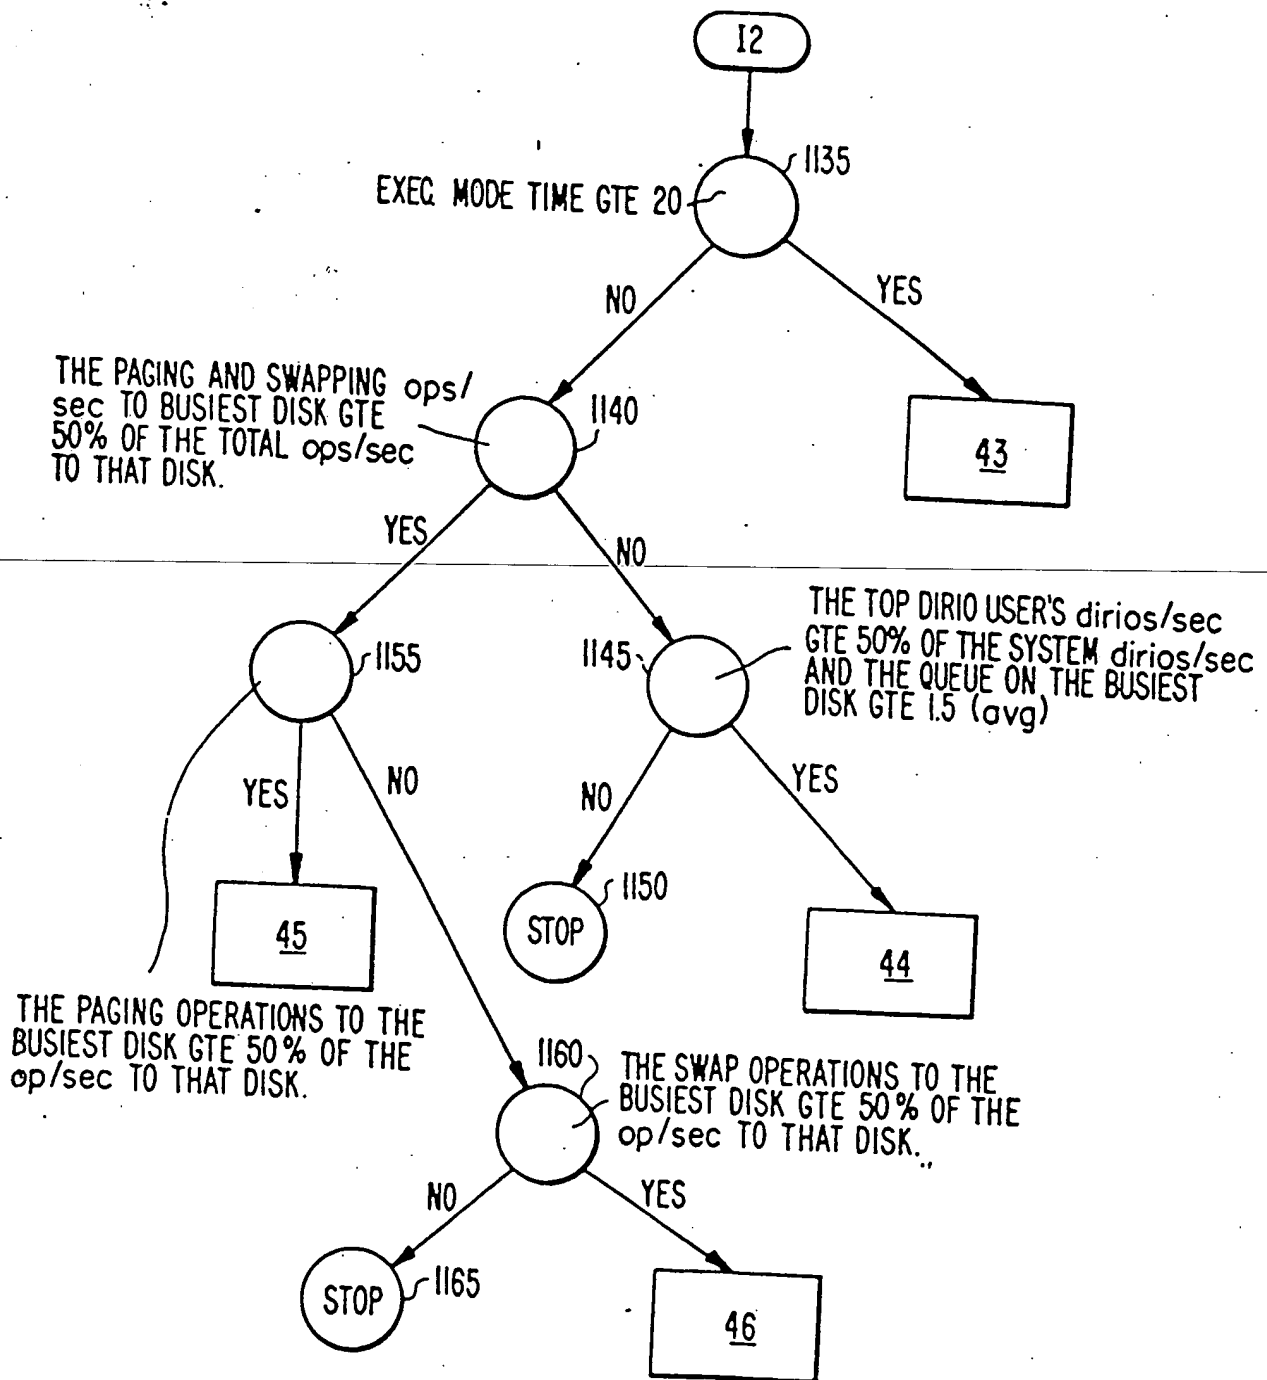 I2
1135
EXEC. MODE TIME GTE 20
NO
YES
THE PAGING AND SWAPPING ops/
sec TO BUSIEST DISK GTE
50% OF THE TOTAL ops/sec
TO THAT DISK.
1140
43
YES
NO
THE TOP DIRIO USER'S dirios/sec
GTE 50% OF THE SYSTEM dirios/sec
AND THE QUEUE ON THE BUSIEST
DISK GTE 1.5 (avg)
1155
1145
YES
NO
NO
YES
45
1150
STOP
44
THE PAGING OPERATIONS TO THE
BUSIEST DISK GTE 50% OF THE
op/sec TO THAT DISK.
1160
THE SWAP OPERATIONS TO THE
BUSIEST DISK GTE 50% OF THE
op/sec TO THAT DISK.
NO
YES
STOP
1165
46